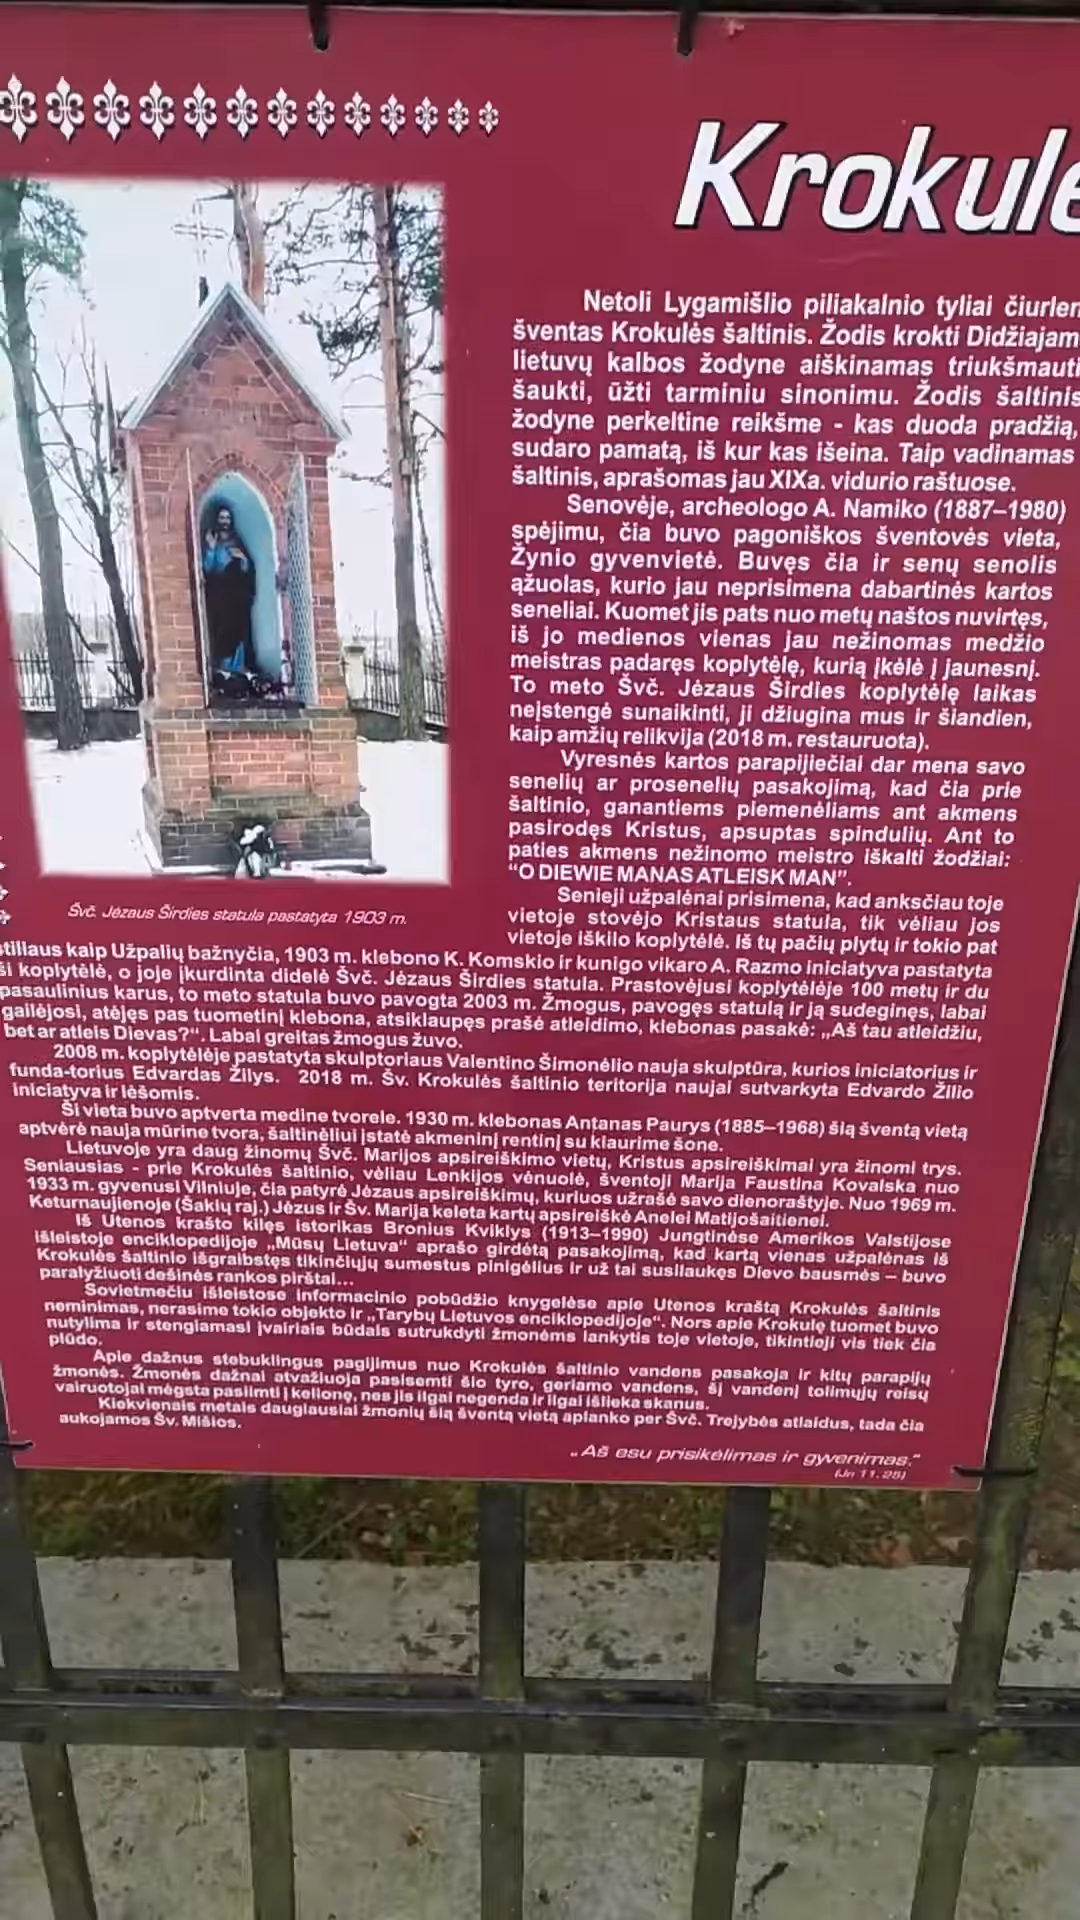 Krokulė
Netoli Lygamišlio piliakalnio tyliai čiurlen
šventas Krokulės šaltinis. Žodis krokti Didžiajam
lietuvų kalbos žodyne aiškinamas triukšmauti
šaukti, ūžti tarminiu sinonimu. Žodis šaltinis
žodyne perkeltine reikšme - kas duoda pradžią,
sudaro pamatą, iš kur kas išeina. Taip vadinamas
šaltinis, aprašomas jau XIXa. vidurio raštuose.
Senovėje, archeologo A. Namiko (1887–1980)
spėjimu, čia buvo pagoniškos šventovės vieta,
Žynio gyvenvietė. Buvęs čia ir senų senolis
ąžuolas, kurio jau neprisimena dabartinės kartos
seneliai. Kuomet jis pats nuo metų naštos nuvirtęs,
iš jo medienos vienas jau nežinomas medžio
meistras padaręs koplytėlę, kurią įkėlė į jaunesnį.
To meto Švč. Jėzaus Širdies koplytėlę laikas
neįstengė sunaikinti, ji džiugina mus ir šiandien,
kaip amžių relikvija (2018 m. restauruota).
Vyresnės kartos parapijiečiai dar mena savo
senelių ar prosenelių pasakojimą, kad čia prie
šaltinio, ganantiems piemenėliams ant akmens
pasirodęs Kristus, apsuptas spindulių. Ant to
paties akmens nežinomo meistro iškalti žodžiai:
“O DIEWIE MANAS ATLEISK MAN”.
Senieji užpalėnai prisimena, kad anksčiau toje
vietoje stovėjo Kristaus statula, tik vėliau jos
vietoje iškilo koplytėlė. Iš tų pačių plytų ir tokio pat
Švč. Jėzaus Širdies statula pastatyta 1903 m.
stiliaus kaip Užpalių bažnyčia, 1903 m. klebono K. Komskio ir kunigo vikaro A. Razmo iniciatyva pastatyta
ši koplytėlė, o joje įkurdinta didelė Švč. Jėzaus Širdies statula. Prastovėjusi koplytėlėje 100 metų ir du
pasaulinius karus, to meto statula buvo pavogta 2003 m. Žmogus, pavogęs statulą ir ją sudeginęs, labai
gailėjosi, atėjęs pas tuometinį kleboną, atsiklaupęs prašė atleidimo, klebonas pasakė: „Aš tau atleidžiu,
bet ar atleis Dievas?“. Labai greitas žmogus žuvo.
2008 m. koplytėlėje pastatyta skulptoriaus Valentino Šimonėlio nauja skulptūra, kurios iniciatorius ir
funda-torius Edvardas Žilys. 2018 m. Šv. Krokulės šaltinio teritorija naujai sutvarkyta Edvardo Žilio
iniciatyva ir lėšomis.
Ši vieta buvo aptverta medine tvorele. 1930 m. klebonas Antanas Paurys (1885–1968) šią šventą vietą
aptvėrė nauja mūrine tvora, šaltinėliui įstatė akmeninį rentinį su kiaurime šone.
Lietuvoje yra daug žinomų Švč. Marijos apsireiškimo vietų, Kristus apsireiškimai yra žinomi trys.
Seniausias - prie Krokulės šaltinio, vėliau Lenkijos vėnuolė, šventoji Marija Faustina Kovalska nuo
1933 m. gyvenusi Vilniuje, čia patyrė Jėzaus apsireiškimų, kuriuos užrašė savo dienoraštyje. Nuo 1969 m.
Keturnaujienoje (Šakių raj.) Jėzus ir Šv. Marija keleta kartų apsireiškė Anelei Matijošaitienei.
Iš Utenos krašto kilęs istorikas Bronius Kviklys (1913–1990) Jungtinėse Amerikos Valstijose
išleistoje enciklopedijoje „Mūsų Lietuva“ aprašo girdėtą pasakojimą, kad kartą vienas užpalėnas iš
Krokulės šaltinio išgraibstęs tikinčiųjų sumestus pinigėlius ir už tai susilaukęs Dievo bausmės – buvo
paralyžiuoti dešinės rankos pirštai...
Sovietmečiu išleistose informacinio pobūdžio knygelėse apie Utenos kraštą Krokulės šaltinis
neminimas, nerasime tokio objekto ir „Tarybų Lietuvos enciklopedijoje“. Nors apie Krokulę tuomet buvo
nutylima ir stengiamasi įvairiais būdais sutrukdyti žmonėms lankytis toje vietoje, tikintieji vis tiek čia
plūdo.
Apie dažnus stebuklingus pagijimus nuo Krokulės šaltinio vandens pasakoja ir kitų parapijų
žmonės. Žmonės dažnai atvažiuoja pasisemti šio tyro, geriamo vandens, šį vandenį tolimųjų reisų
vairuotojai mėgsta pasiimti į kelionę, nes jis ilgai negenda ir ilgai išlieka skanus.
Kiekvienais metais daugiausiai žmonių šią šventą vietą aplanko per Švč. Trejybės atlaidus, tada čia
aukojamos Šv. Mišios.
„Aš esu prisikėlimas ir gyvenimas.“
(Jn 11, 25)